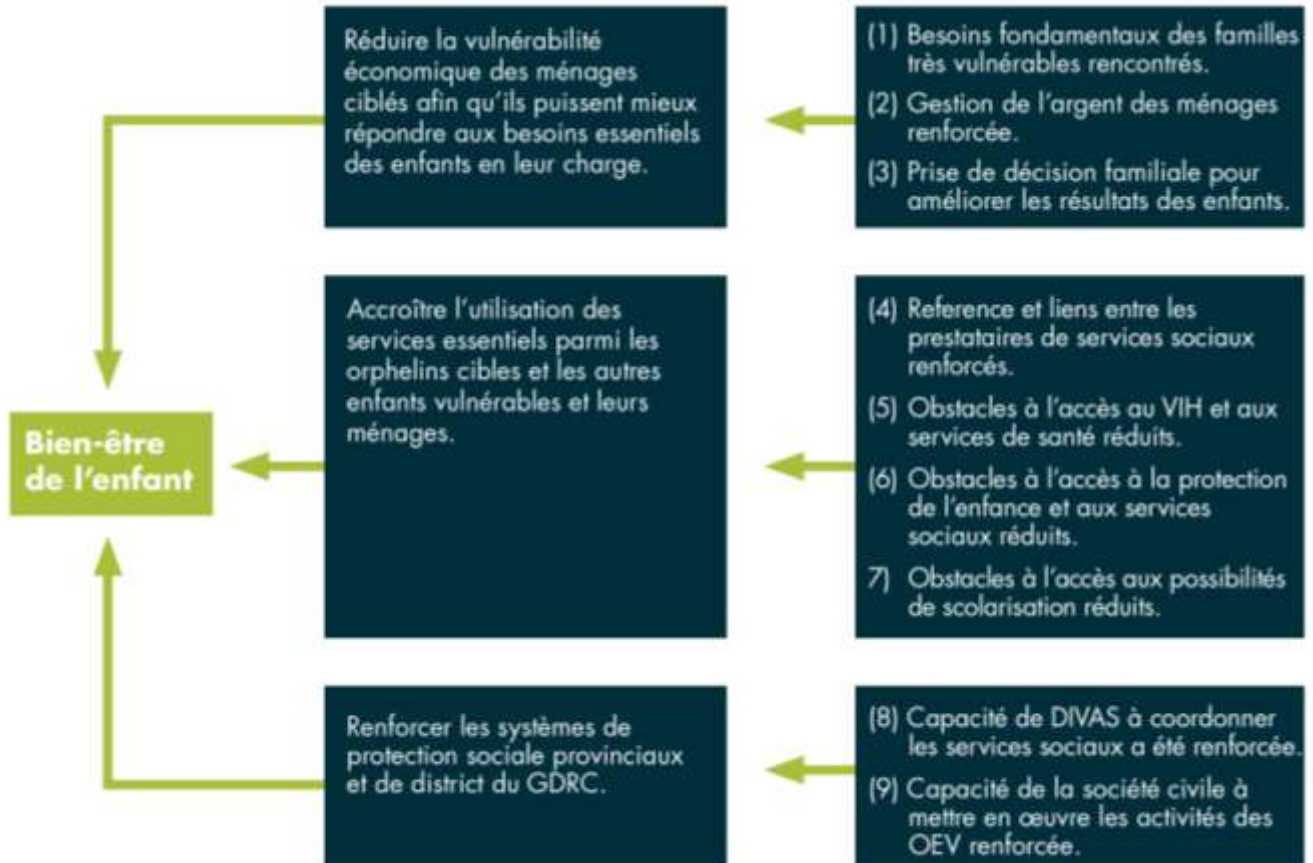 Réduire la vulnérabilité
économique des ménages
ciblés afin qu'ils puissent mieux
répondre aux besoins essentiels
des enfants en leur charge.
(1) Besoins fondamentaux des familles
très vulnérables rencontrés.
(2) Gestion de l'argent des ménages
renforcée.
(3) Prise de décision familiale pour
améliorer les résultats des enfants.
Bien-être
de l'enfant
Accroître l'utilisation des
services essentiels parmi les
orphelins cibles et les autres
enfants vulnérables et leurs
ménages.
(4) Reference et liens entre les
prestataires de services sociaux
renforcés.
(5) Obstacles à l'accès au VIH et aux
services de santé réduits.
(6) Obstacles à l'accès à la protection
de l'enfance et aux services
sociaux réduits.
7) Obstacles à l'accès aux possibilités
de scolarisation réduits.
Renforcer les systèmes de
protection sociale provinciaux
et de district du GDRC.
(8) Capacité de DIVAS à coordonner
les services sociaux a été renforcée.
(9) Capacité de la société civile à
mettre en œuvre les activités des
OEV renforcée.